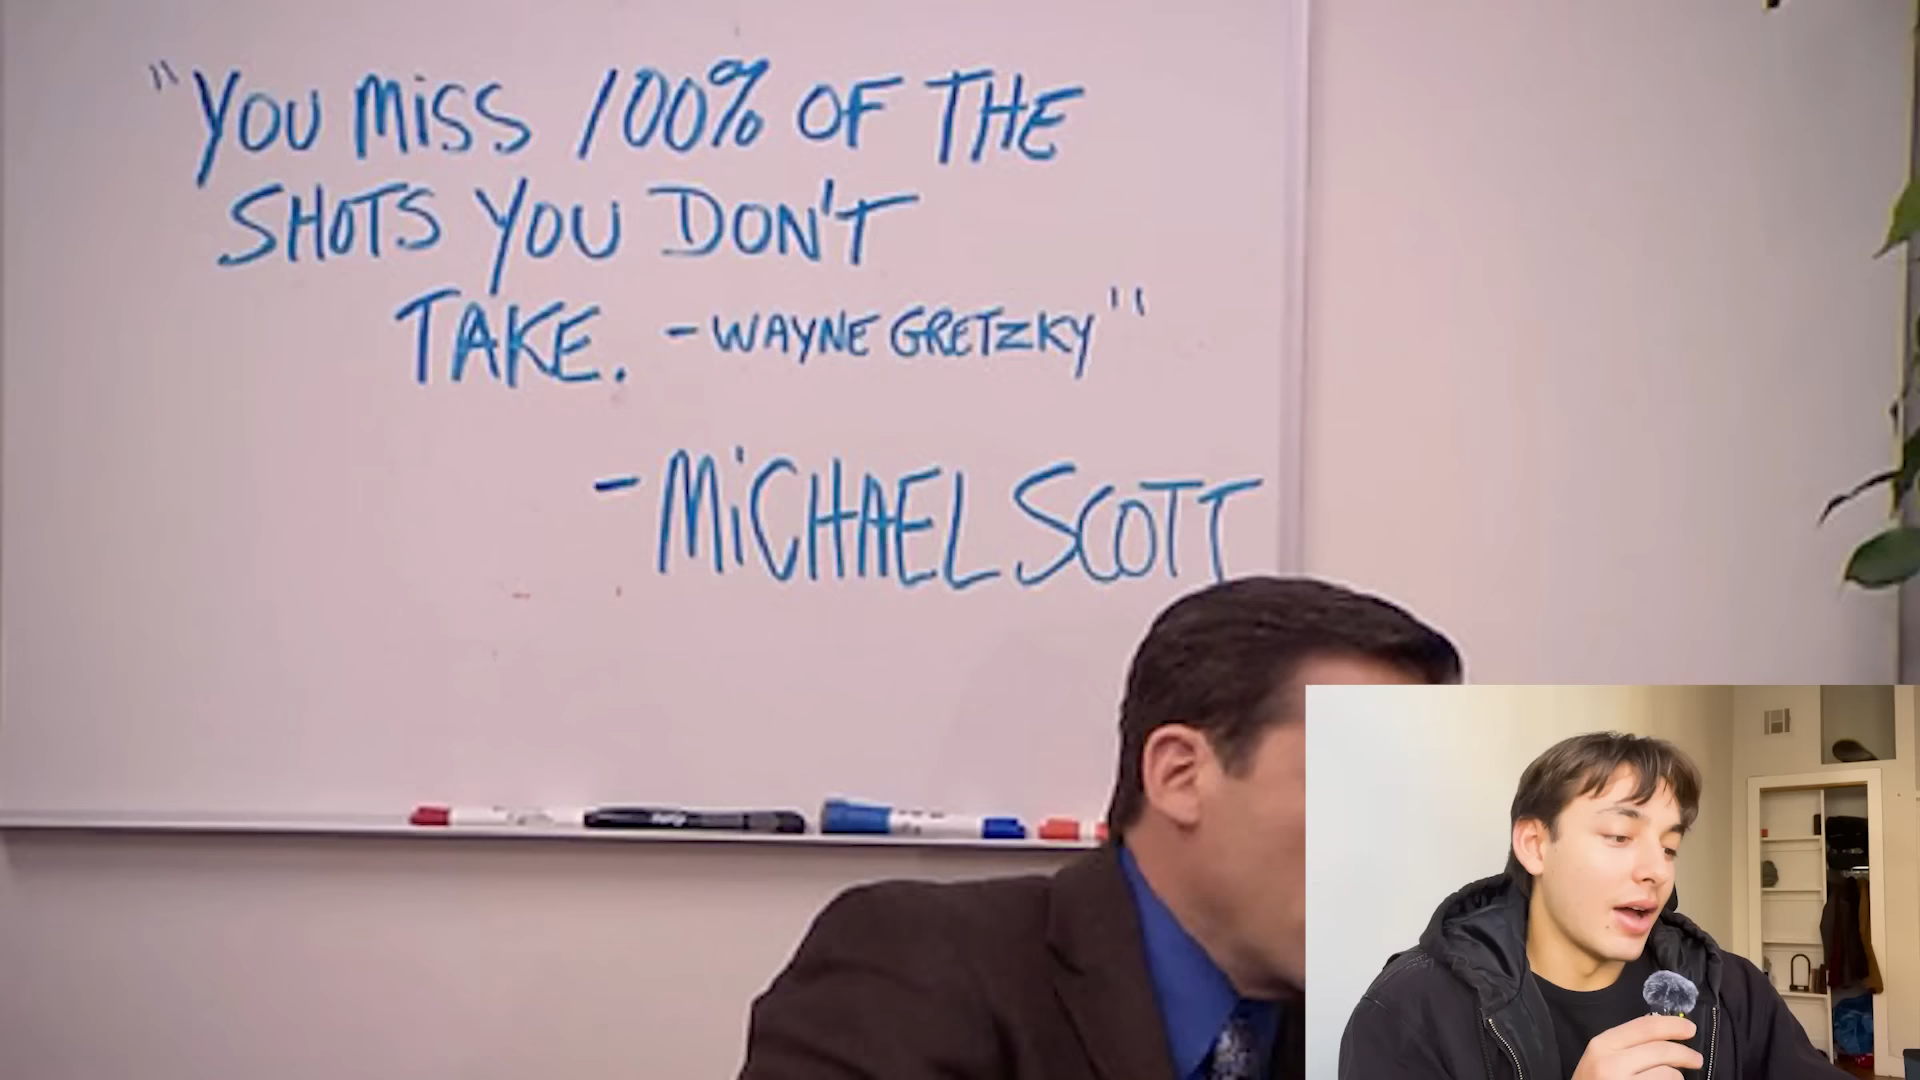 "YOU MISS 100% OF THE
SHOTS YOU DON'T
TAKE. - WAYNE GRETZKY"
- MICHAEL SCOTT